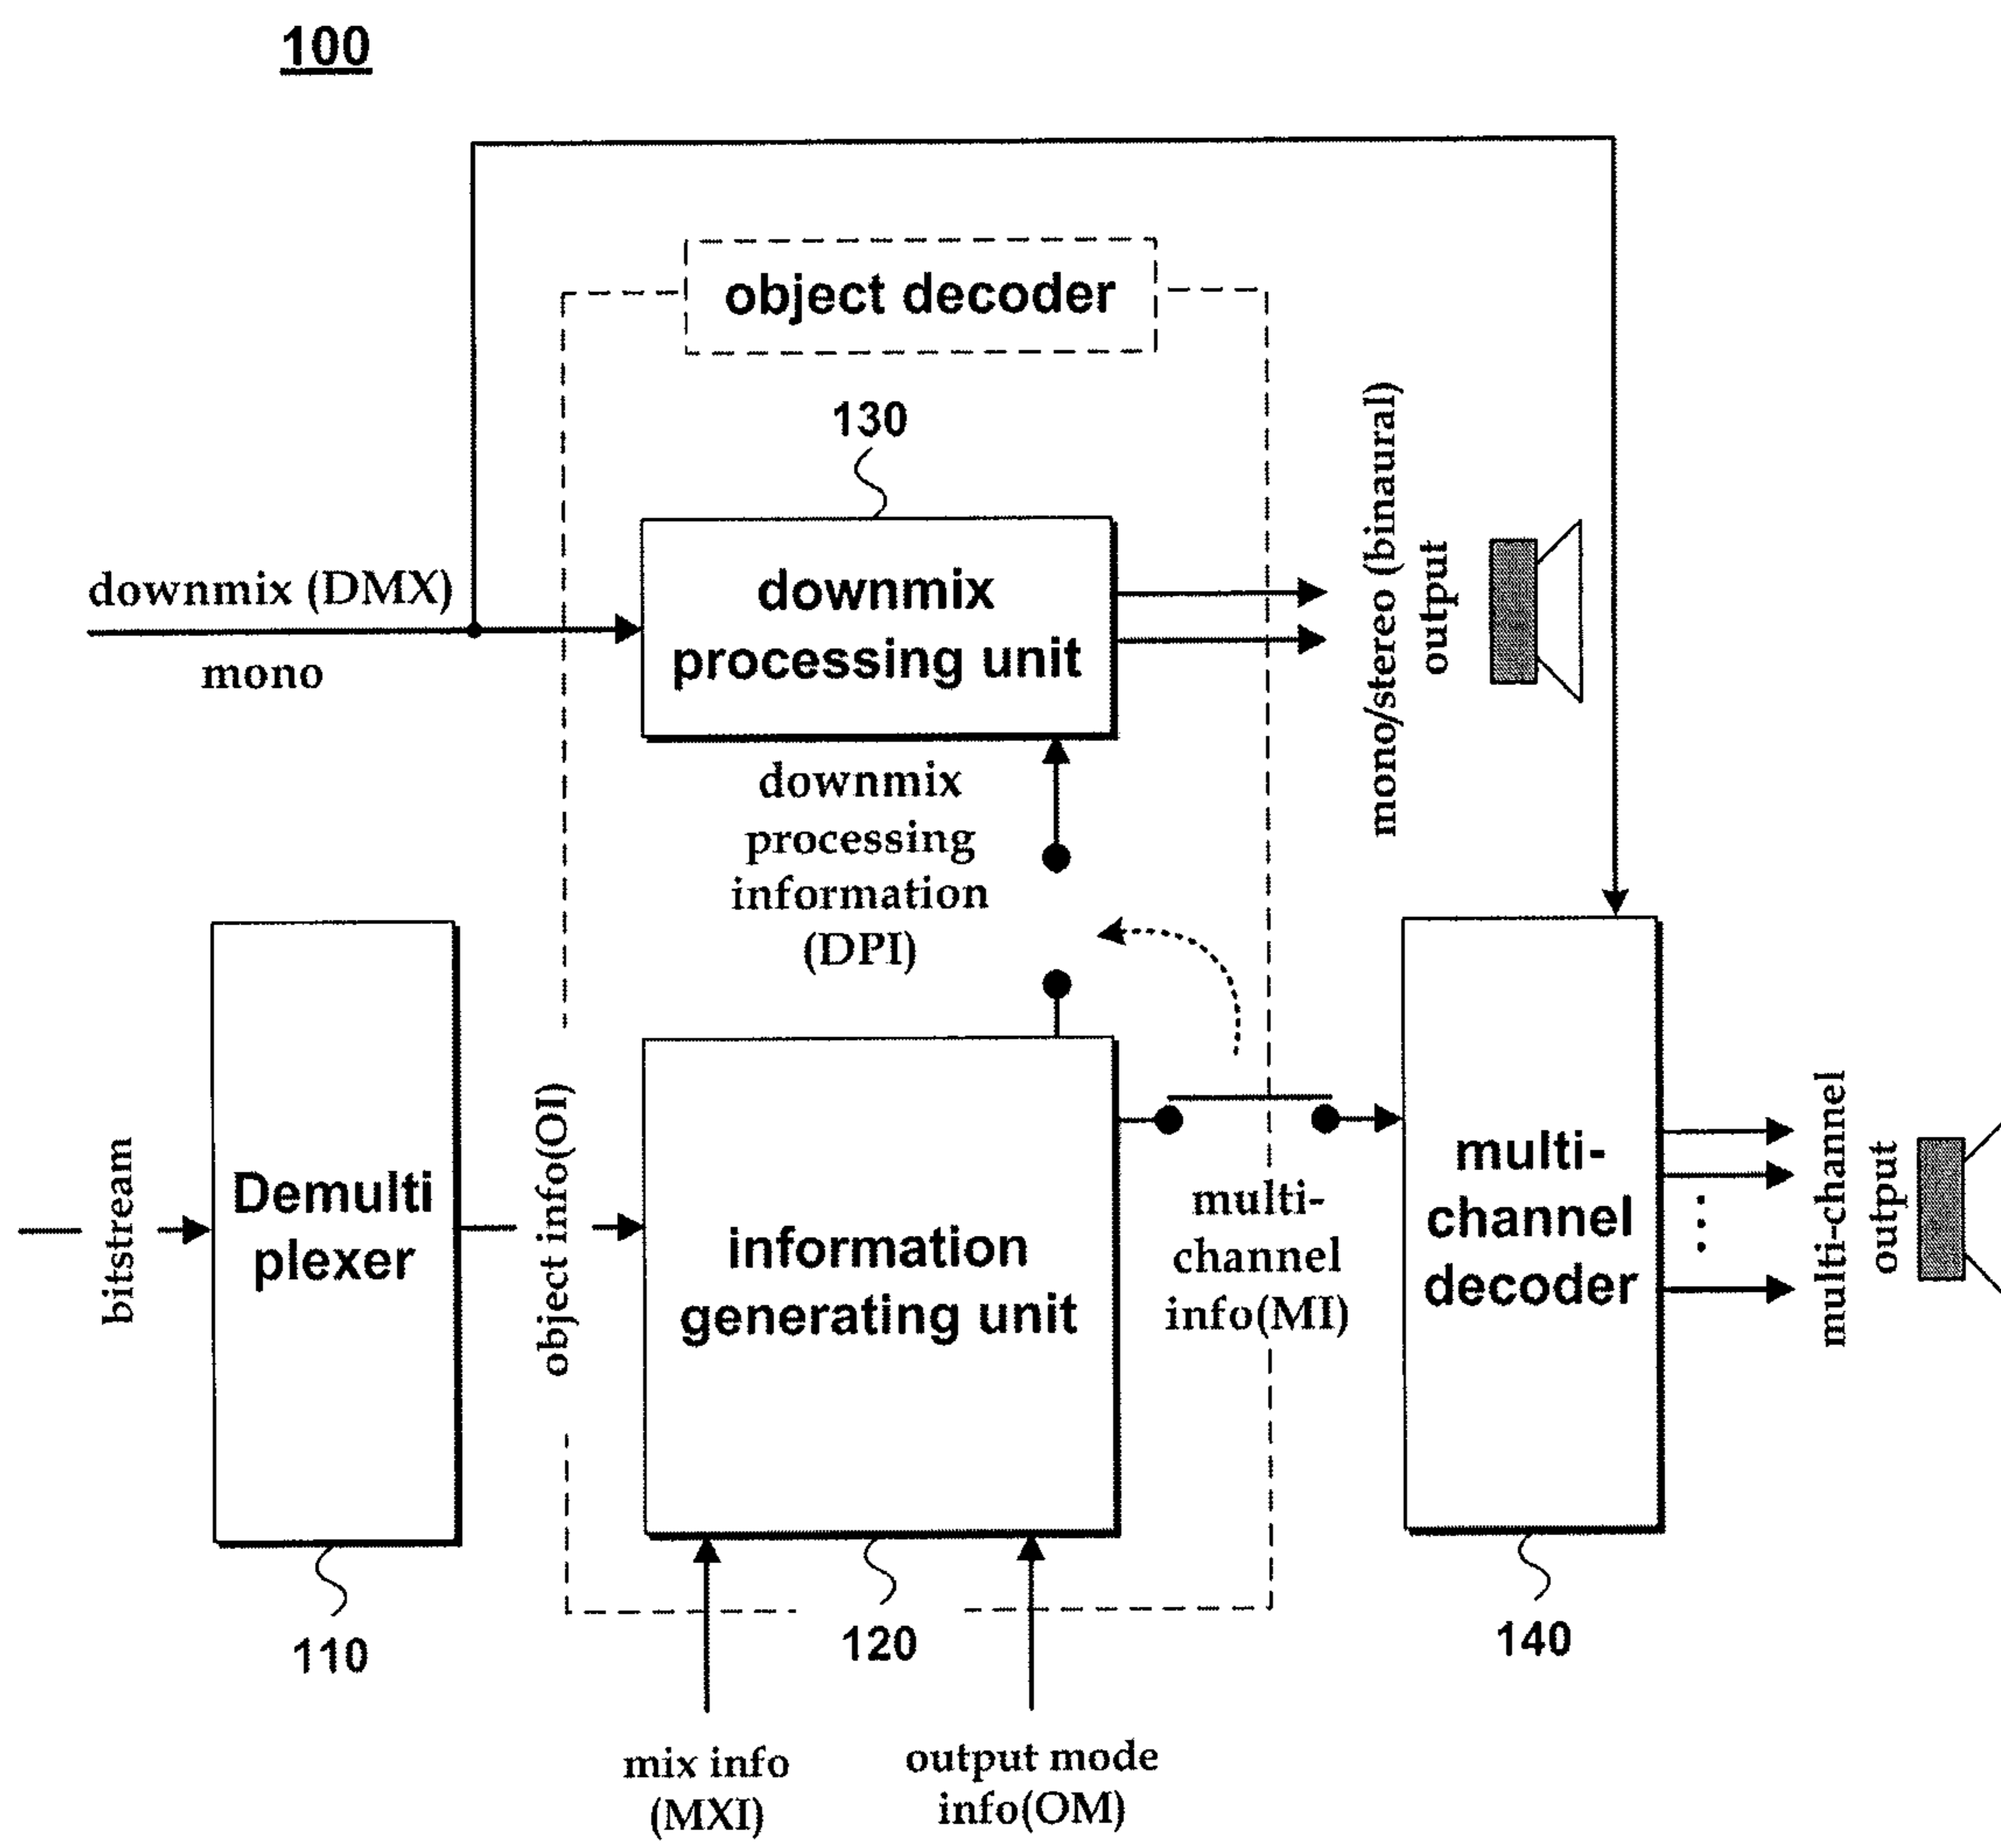 100
object decoder
130
downmix (DMX)
mono
downmix
processing unit
mono/stereo (binaural)
output
downmix
processing
information
(DPI)
bitstream
Demulti
plexer
object info(OI)
information
generating unit
multi-
channel
info(MI)
multi-
channel
decoder
multi-channel
output
110
120
140
mix info
(MXI)
output mode
info(OM)